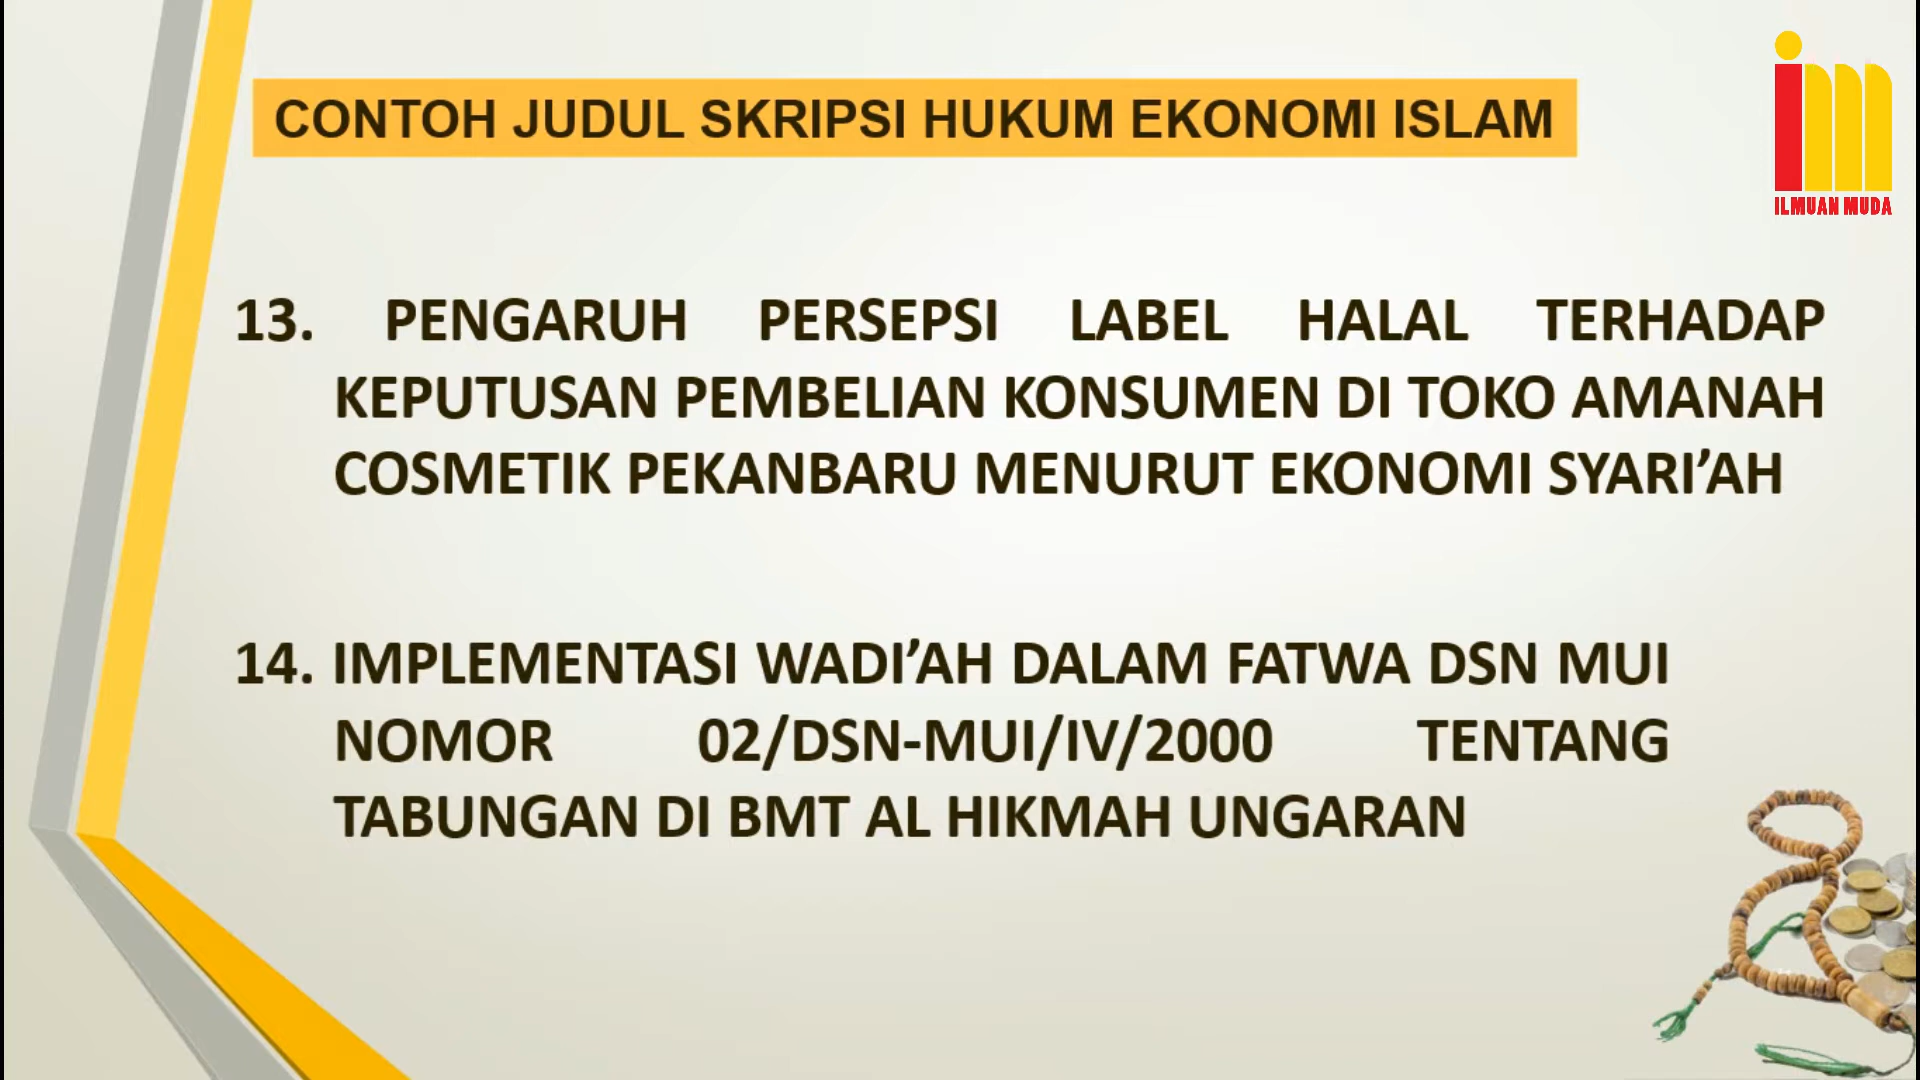 CONTOH JUDUL SKRIPSI HUKUM EKONOMI ISLAM
ILMUAN MUDA
13. PENGARUH PERSEPSI LABEL HALAL TERHADAP
KEPUTUSAN PEMBELIAN KONSUMEN DI TOKO AMANAH
COSMETIK PEKANBARU MENURUT EKONOMI SYARI’AH
14. IMPLEMENTASI WADI’AH DALAM FATWA DSN MUI
NOMOR 02/DSN-MUI/IV/2000 TENTANG
TABUNGAN DI BMT AL HIKMAH UNGARAN